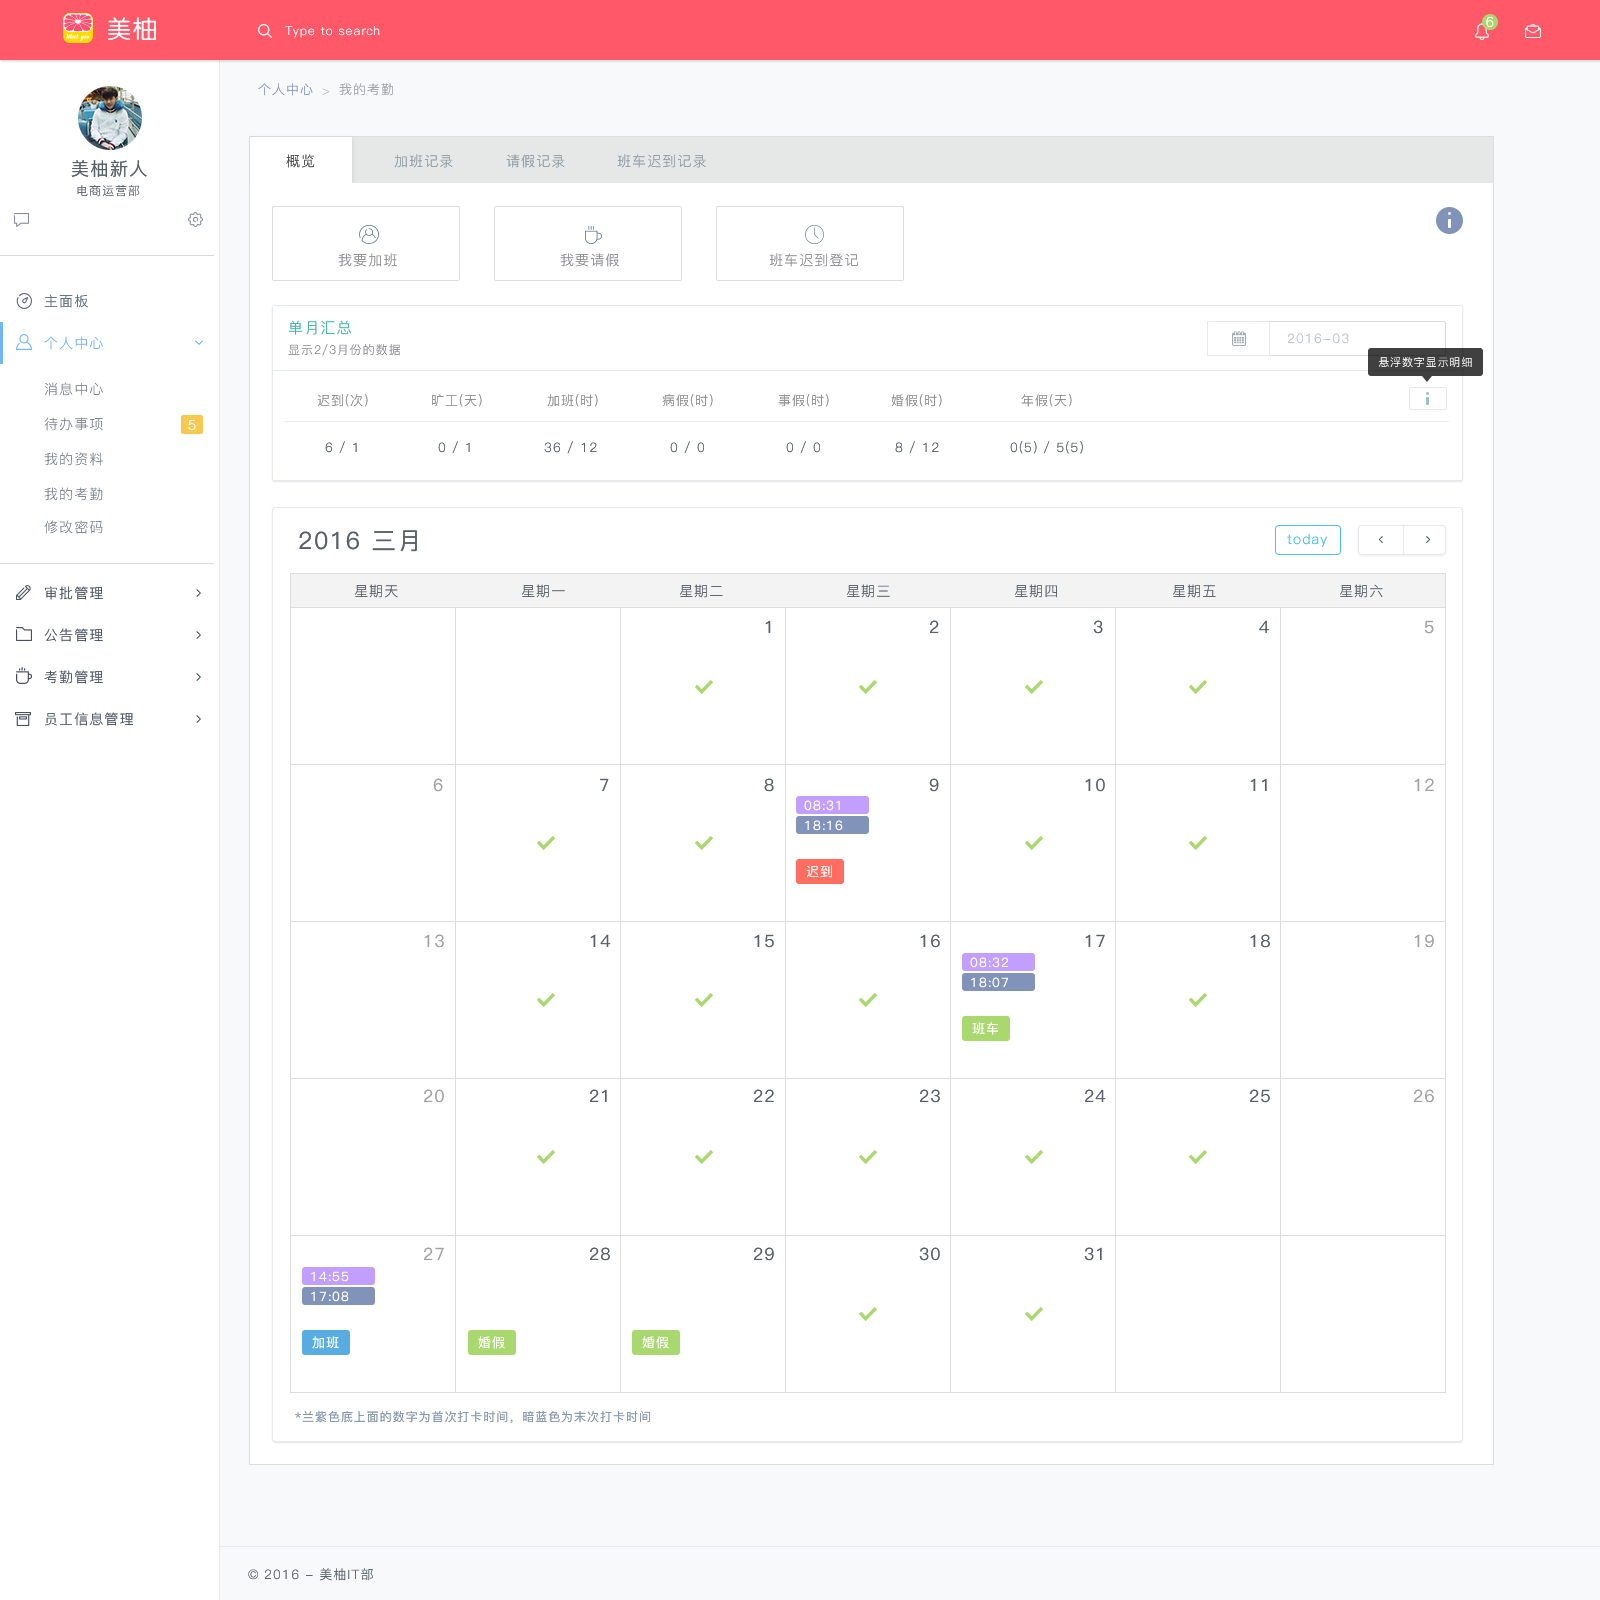 美柚
Type to search
6
美柚新人
电商运营部
主面板
个人中心
消息中心
待办事项 5
我的资料
我的考勤
修改密码
审批管理
公告管理
考勤管理
员工信息管理
个人中心 > 我的考勤
概览 加班记录 请假记录 班车迟到记录
我要加班 我要请假 班车迟到登记
单月汇总
显示2/3月份的数据
2016-03
悬浮数字显示明细
迟到(次) 旷工(天) 加班(时) 病假(时) 事假(时) 婚假(时) 年假(天)
6 / 1 0 / 1 36 / 12 0 / 0 0 / 0 8 / 12 0(5) / 5(5)
2016 三月
today
星期天 星期一 星期二 星期三 星期四 星期五 星期六
1 2 3 4 5
6 7 8 9 10 11 12
08:31
18:16
迟到
13 14 15 16 17 18 19
08:32
18:07
班车
20 21 22 23 24 25 26
27 28 29 30 31
14:55
17:08
加班 婚假 婚假
*兰紫色底上面的数字为首次打卡时间，暗蓝色为末次打卡时间
© 2016 - 美柚IT部